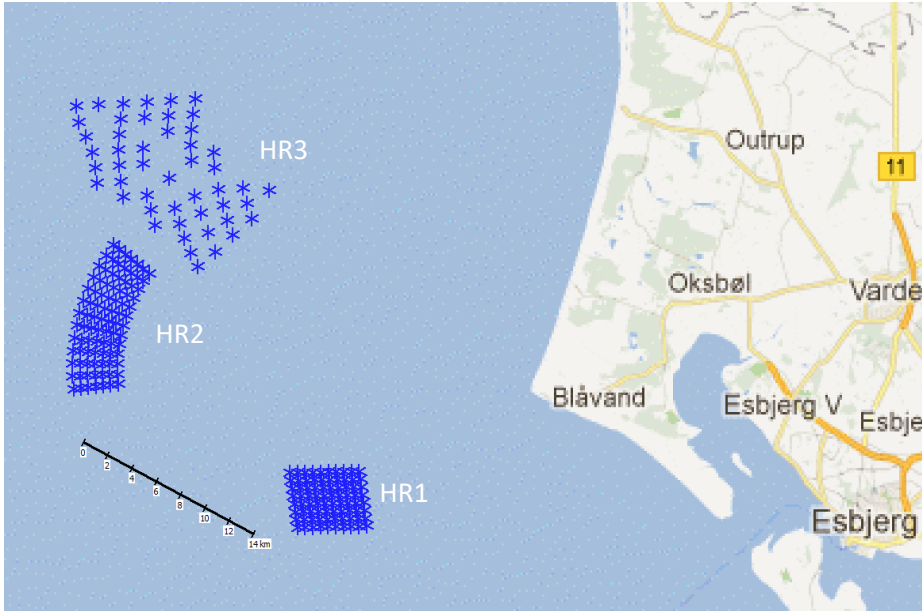 HR3
Outrup
11
Oksbøl
Varde
HR2
Blåvand
Esbjerg V
Esbje
0
2
4
6
8
10
12
14 km
HR1
Esbjerg